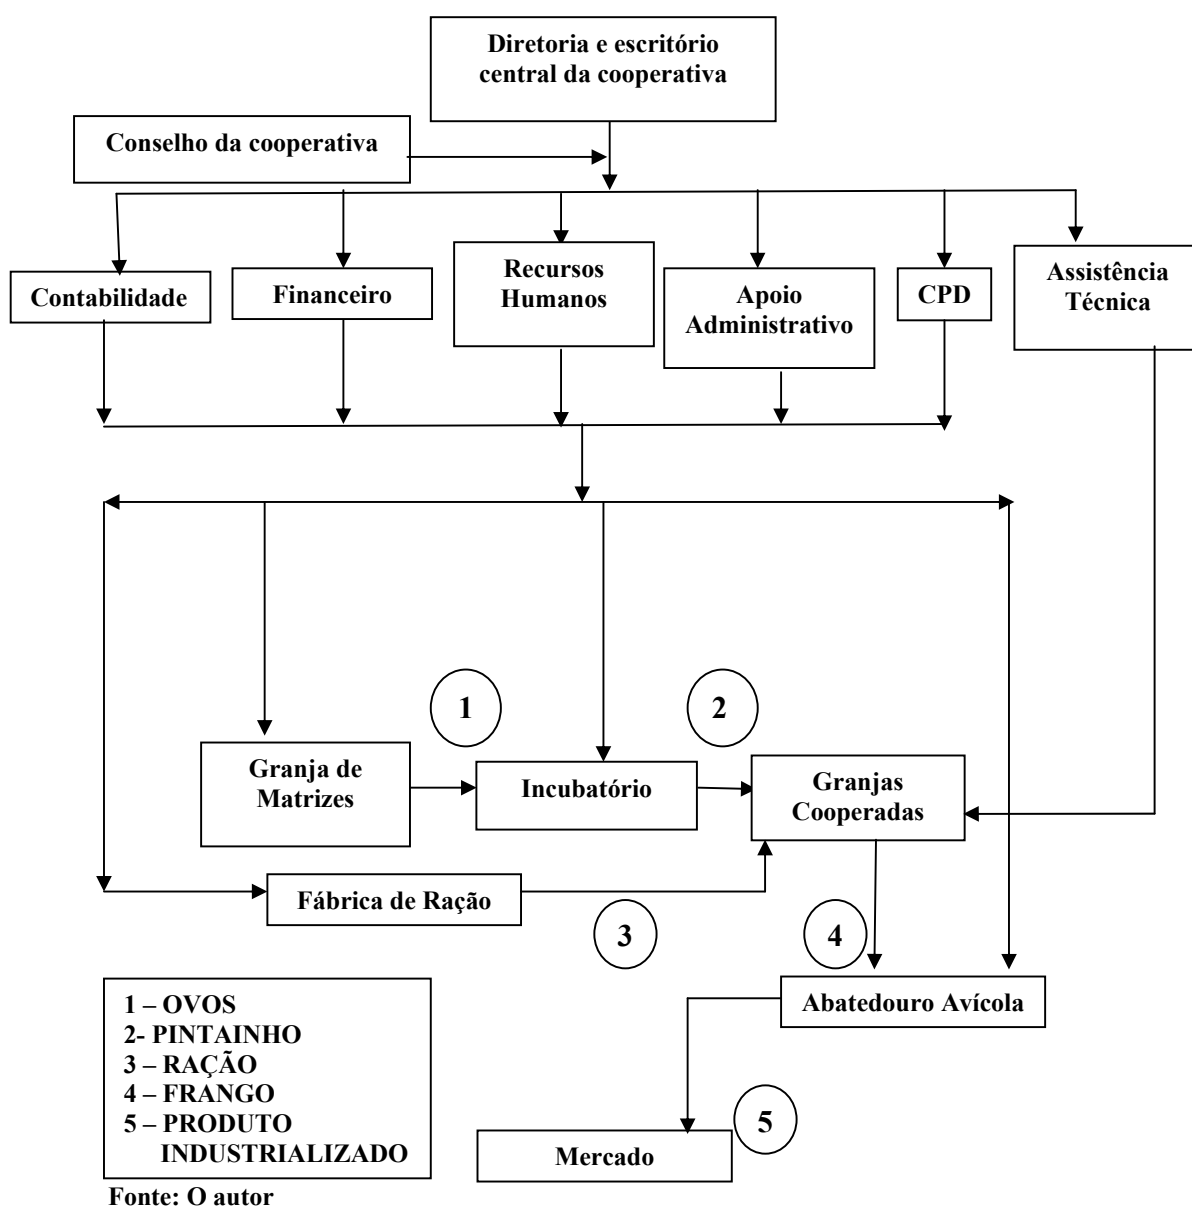 Diretoria e escritório
central da cooperativa
Conselho da cooperativa
Contabilidade
Financeiro
Recursos
Humanos
Apoio
Administrativo
CPD
Assistência
Técnica
1
2
Granja de
Matrizes
Incubatório
Granjas
Cooperadas
Fábrica de Ração
3
4
Abatedouro Avícola
1 – OVOS
2- PINTAINHO
3 – RAÇÃO
4 – FRANGO
5 – PRODUTO
INDUSTRIALIZADO
5
Mercado
Fonte: O autor